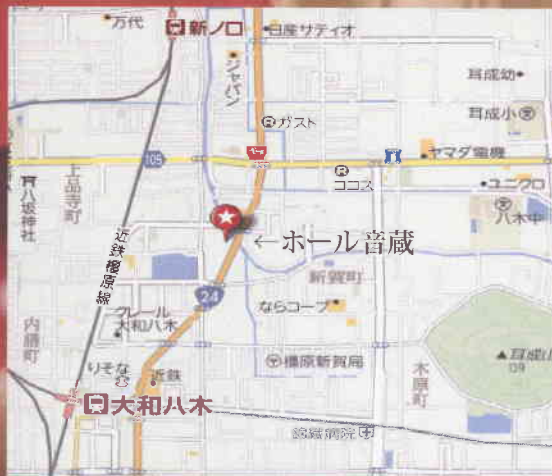 万代
新ノ口
日産サティオ
ジャパン
耳成幼
耳成小
ガスト
105
ヤマダ電機
ココス
ユニクロ
八木中
上品寺町
八坂神社
近鉄橿原線
←ホール音蔵
新賀町
24
ならコープ
クレール
大和八木
内膳町
りそな
近鉄
橿原新賀局
木原町
耳成山
大和八木
錦織病院